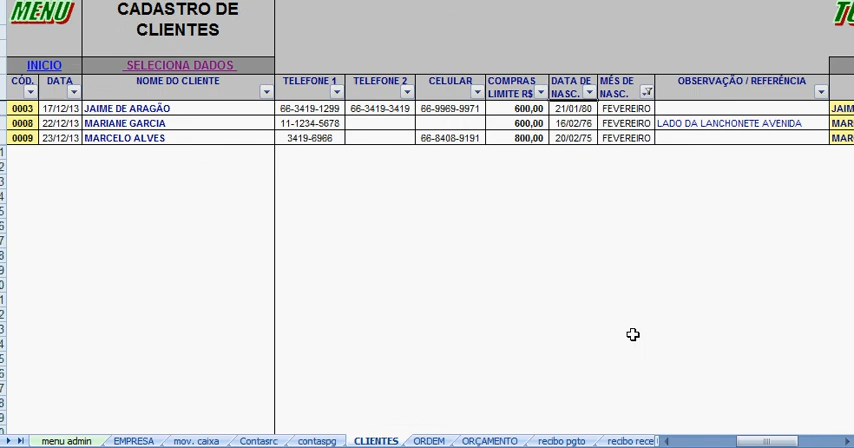 MENU
CADASTRO DE
CLIENTES
INICIO SELECIONA DADOS
CÓD. DATA NOME DO CLIENTE TELEFONE 1 TELEFONE 2 CELULAR COMPRAS LIMITE R$ DATA DE NASC. MÊS DE NASC. OBSERVAÇÃO / REFERÊNCIA
0003 17/12/13 JAIME DE ARAGÃO 66-3419-1299 66-3419-3419 66-9969-9971 600,00 21/01/80 FEVEREIRO JAIM
0008 22/12/13 MARIANE GARCIA 11-1234-5678 600,00 16/02/76 FEVEREIRO LADO DA LANCHONETE AVENIDA MAR
0009 23/12/13 MARCELO ALVES 3419-6966 66-8408-9191 800,00 20/02/75 FEVEREIRO MAR
menu admin EMPRESA mov. caixa Contasrc contaspg CLIENTES ORDEM ORÇAMENTO recibo pgto recibo rece